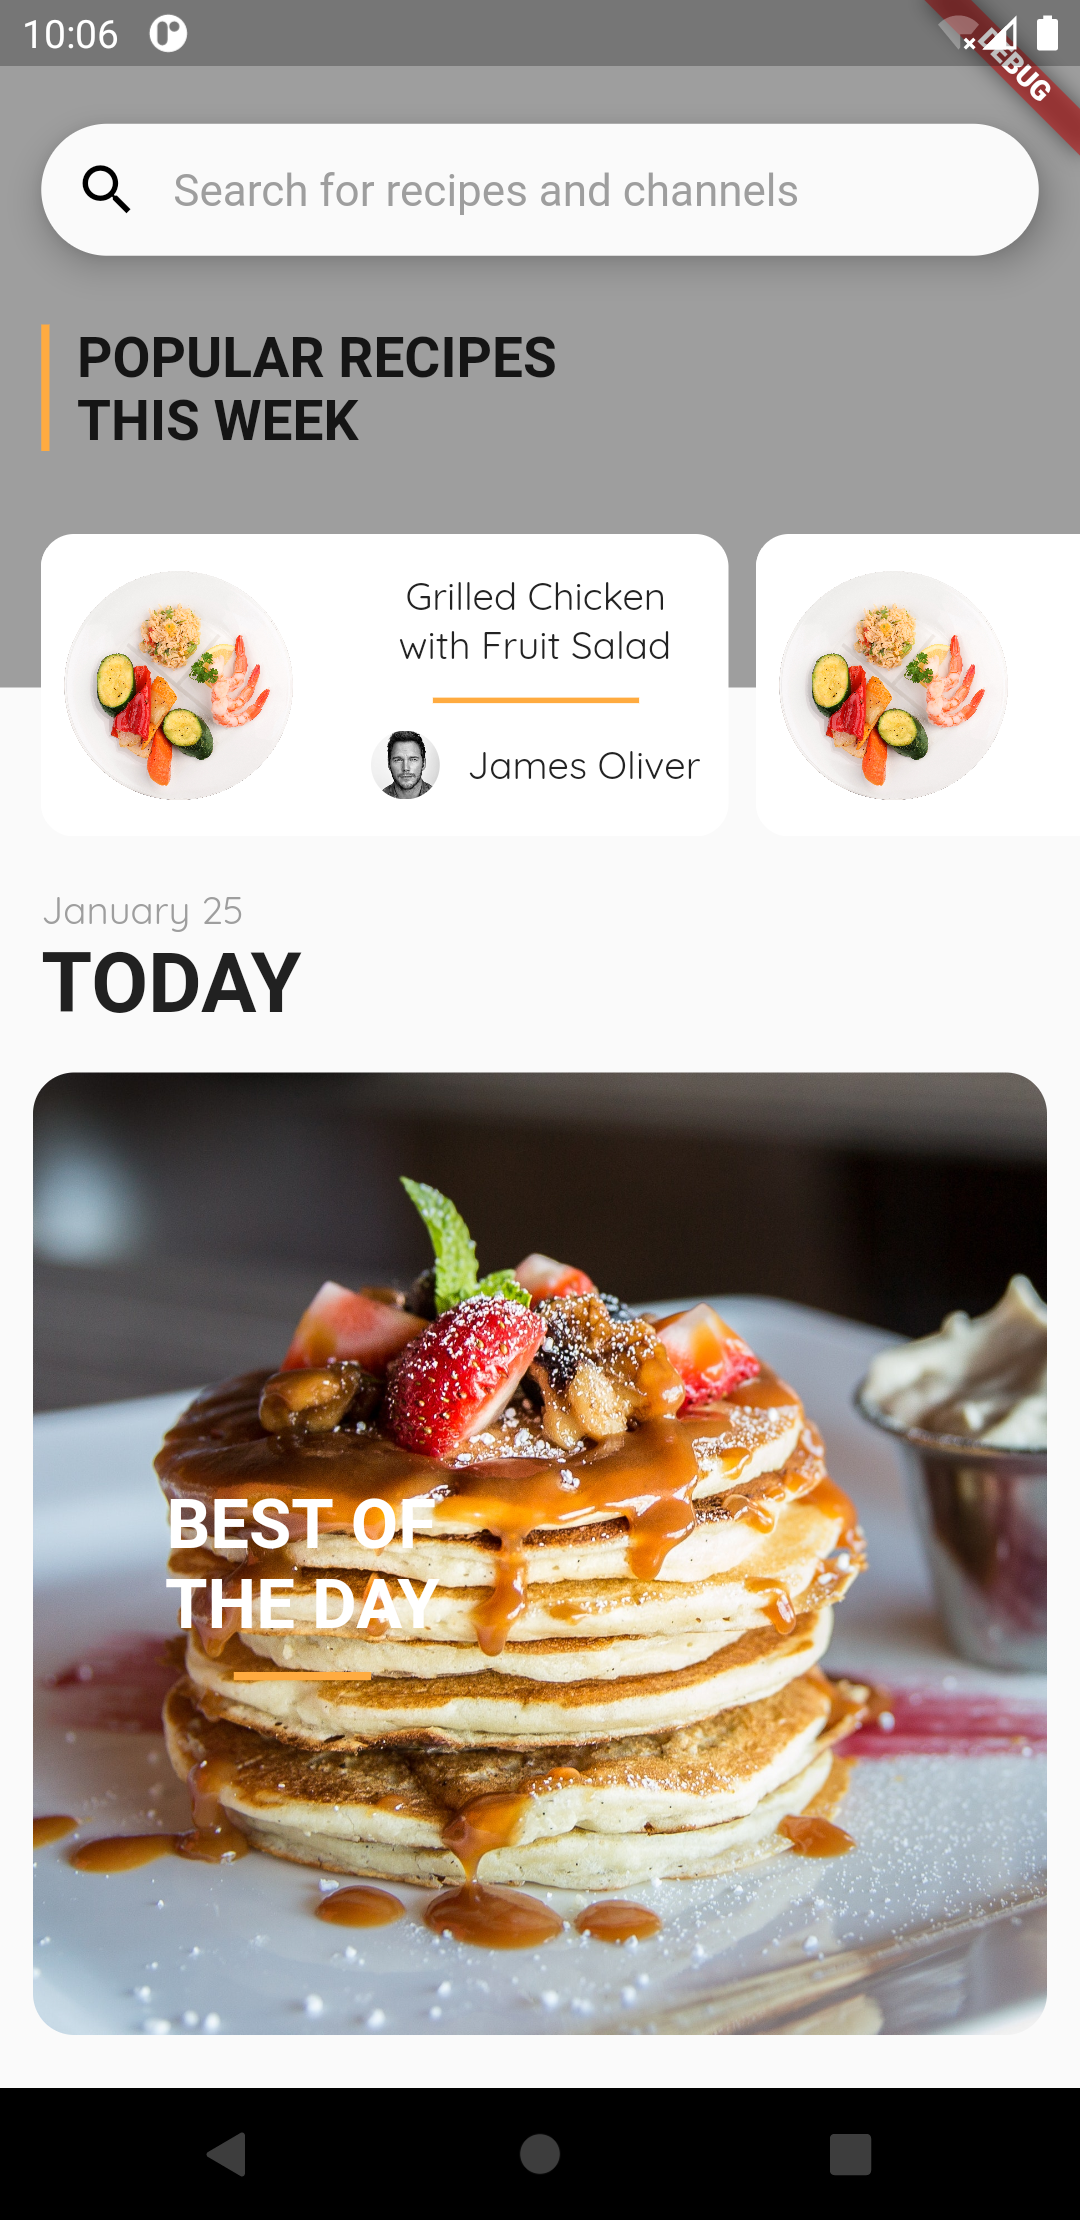 10:06
DEBUG
Search for recipes and channels
POPULAR RECIPES
THIS WEEK
Grilled Chicken
with Fruit Salad
James Oliver
January 25
TODAY
BEST OF
THE DAY